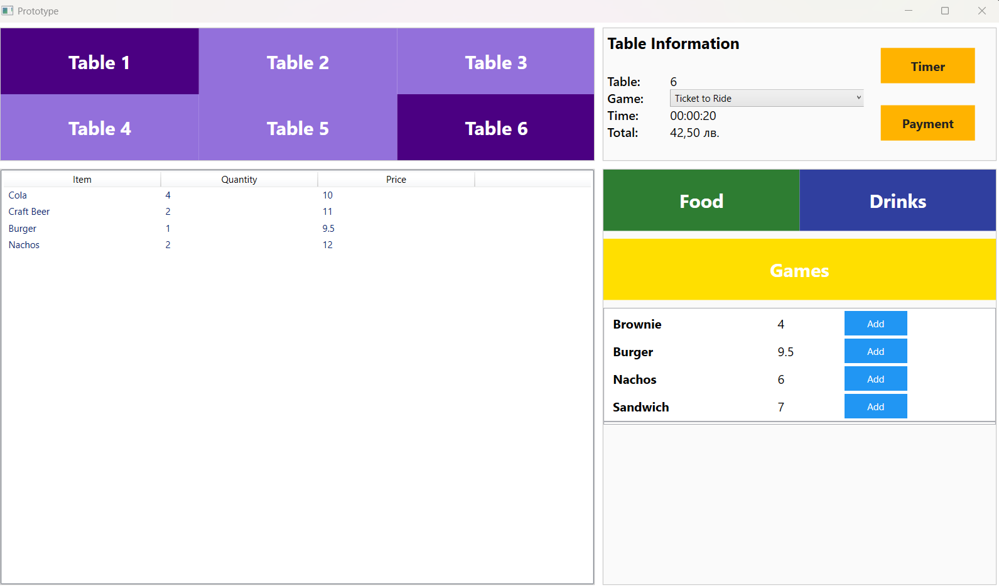 Prototype
Table 1
Table 2
Table 3
Table 4
Table 5
Table 6
Table Information
Table: 6
Game: Ticket to Ride
Time: 00:00:20
Total: 42,50 лв.
Timer
Payment
Item Quantity Price
Cola 4 10
Craft Beer 2 11
Burger 1 9.5
Nachos 2 12
Food
Drinks
Games
Brownie 4 Add
Burger 9.5 Add
Nachos 6 Add
Sandwich 7 Add